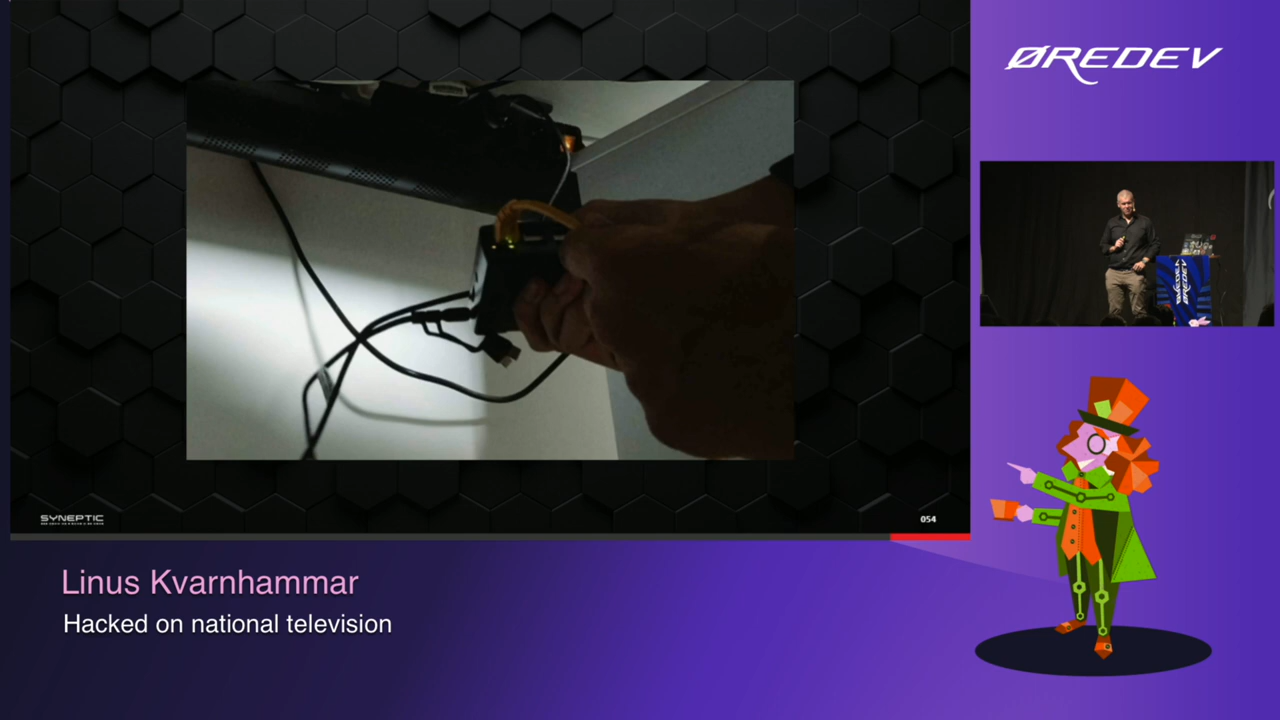 ØREDEV
SYNEPTIC
054
Linus Kvarnhammar
Hacked on national television